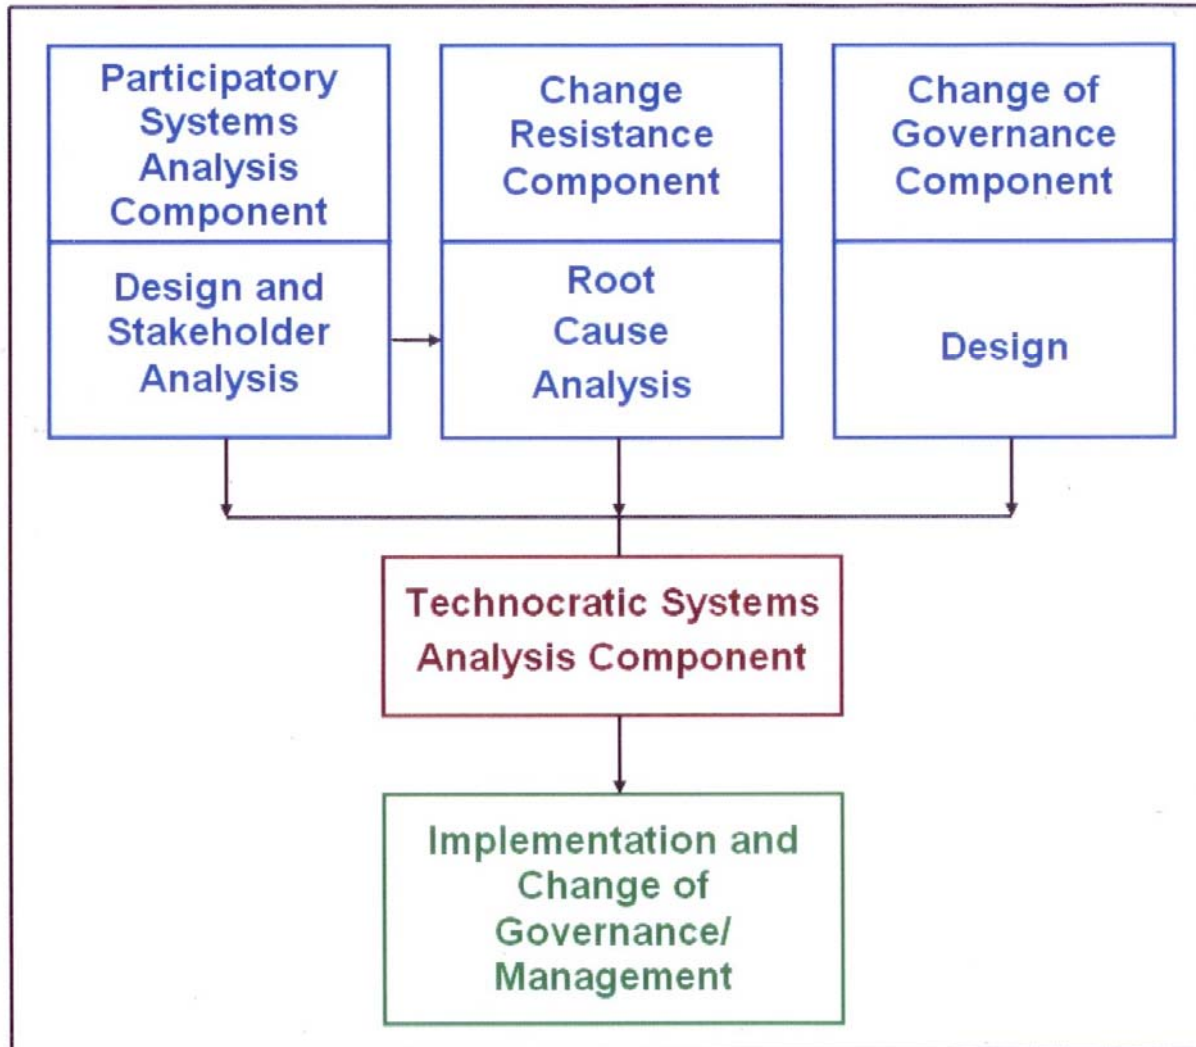 Participatory
Systems
Analysis
Component
Design and
Stakeholder
Analysis
Change
Resistance
Component
Root
Cause
Analysis
Change of
Governance
Component
Design
Technocratic Systems
Analysis Component
Implementation and
Change of
Governance/
Management